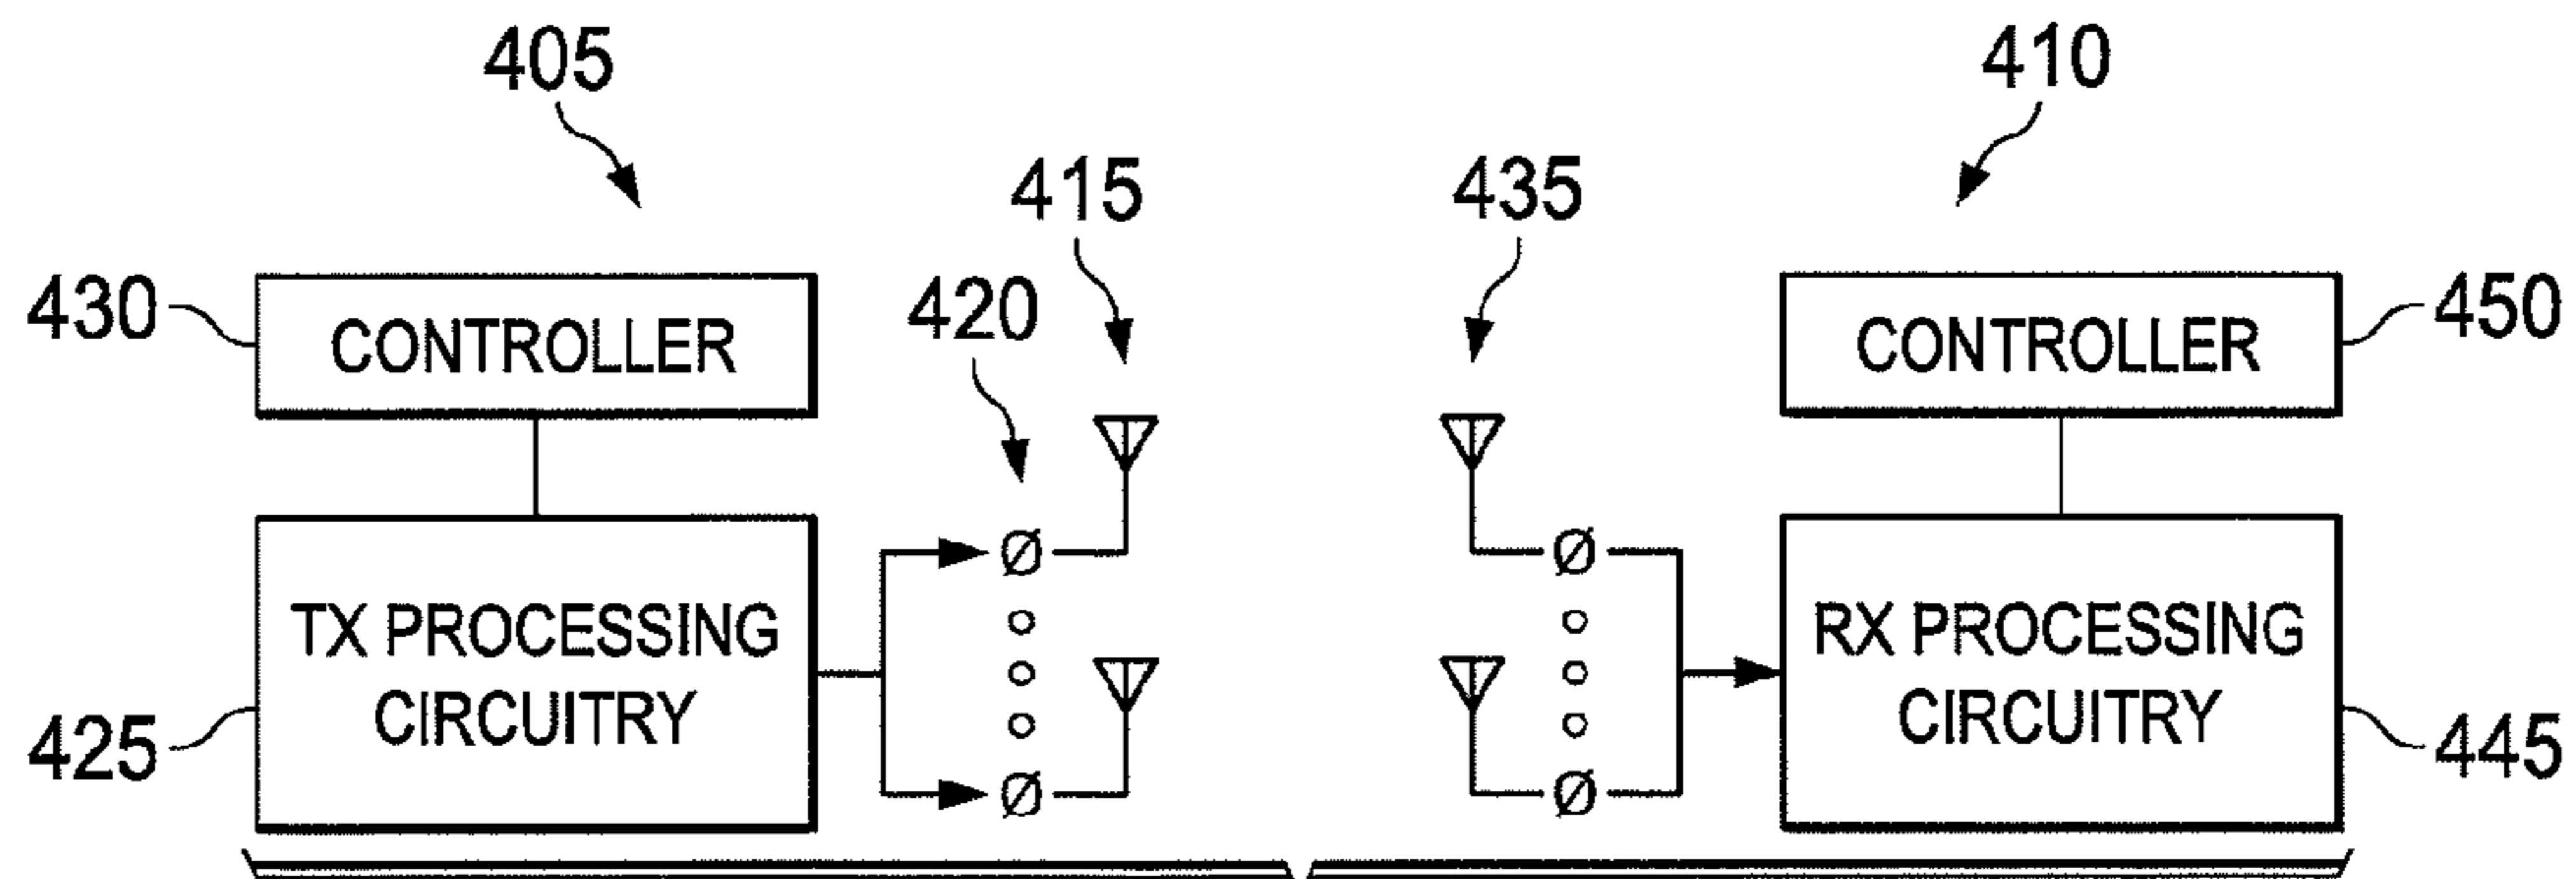 405
410
415
435
430
CONTROLLER
420
CONTROLLER
450
Ø
Ø
TX PROCESSING
CIRCUITRY
RX PROCESSING
CIRCUITRY
425
445
Ø
Ø